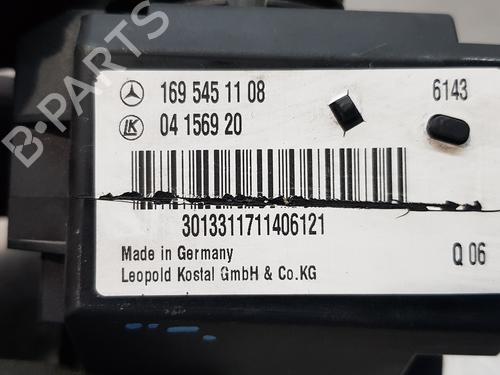 B-PARTS
169 545 11 08
6143
LK
04 1569 20
3013311711406121
Made in Germany
Leopold Kostal GmbH & Co.KG
Q 06